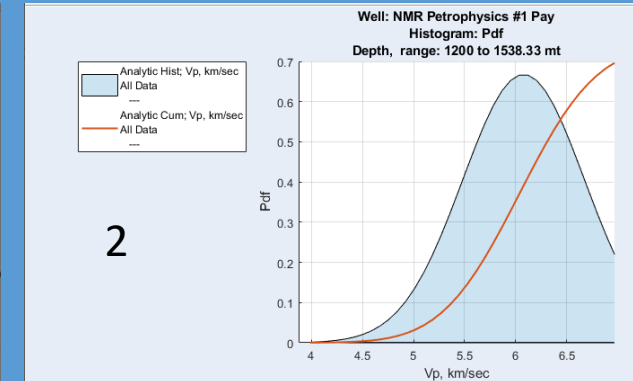 Well: NMR Petrophysics #1 Pay
Histogram: Pdf
Depth, range: 1200 to 1538.33 mt
Analytic Hist; Vp, km/sec
All Data
---
Analytic Cum; Vp, km/sec
All Data
---
2
Pdf
0.7
0.6
0.5
0.4
0.3
0.2
0.1
0
4 4.5 5 5.5 6 6.5
Vp, km/sec